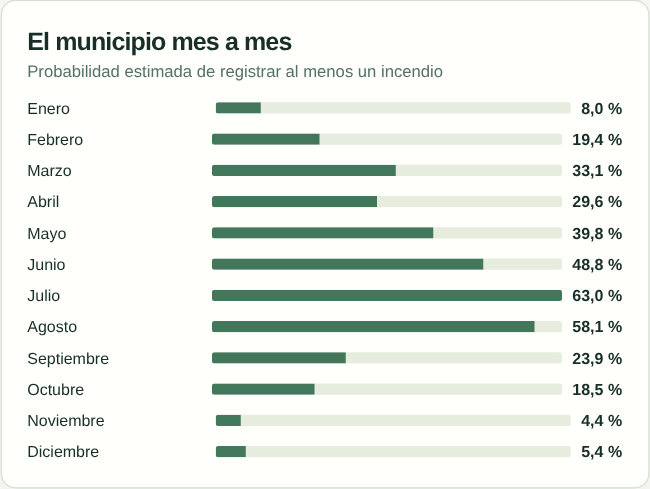 El municipio mes a mes
Probabilidad estimada de registrar al menos un incendio
Enero 8,0 %
Febrero 19,4 %
Marzo 33,1 %
Abril 29,6 %
Mayo 39,8 %
Junio 48,8 %
Julio 63,0 %
Agosto 58,1 %
Septiembre 23,9 %
Octubre 18,5 %
Noviembre 4,4 %
Diciembre 5,4 %